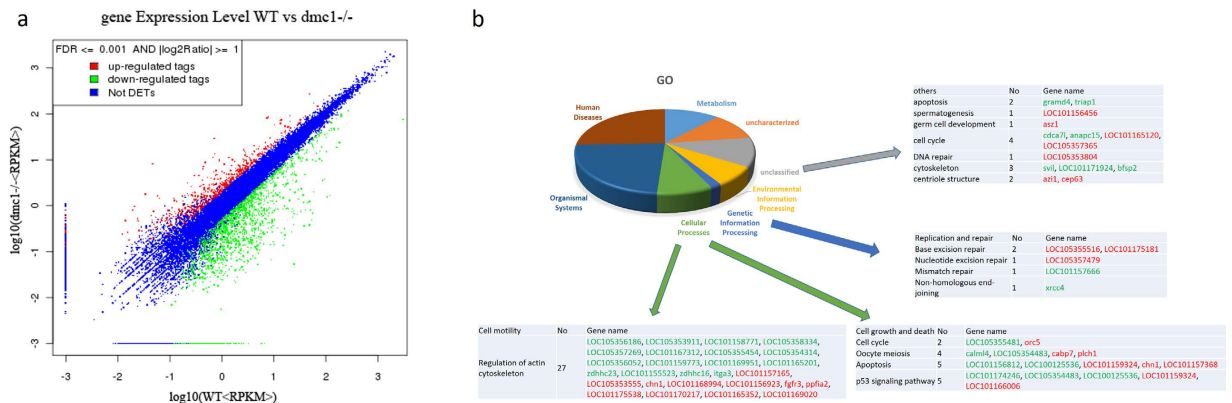 a
gene Expression Level WT vs dmc1-/-
FDR <= 0.001 AND |log2Ratio| >= 1
up-regulated tags
down-regulated tags
Not DETs
log10(dmc1-/-<RPKM>)
3
2
1
0
-1
-2
-3
-3 -2 -1 0 1 2 3
log10(WT<RPKM>)
b
GO
Human
Diseases
Metabolism
uncharacterized
unclassified
Environmental
Information
Processing
Genetic
Information
Processing
Cellular
Processes
Organismal
Systems
others No Gene name
apoptosis 2 gramd4, triap1
spermatogenesis 1 LOC101156456
germ cell development 1 asz1
cell cycle 4 cdca7l, anapc15, LOC101165120,
LOC105357365
DNA repair 1 LOC105353804
cytoskeleton 3 svil, LOC101171924, bfsp2
centriole structure 2 azi1, cep63
Replication and repair No Gene name
Base excision repair 2 LOC105355516, LOC101175181
Nucleotide excision repair 1 LOC105357479
Mismatch repair 1 LOC101157666
Non-homologous end-
joining 1 xrcc4
Cell motility No Gene name
Regulation of actin
cytoskeleton 27
LOC105356186, LOC105353911, LOC101158771, LOC105358334,
LOC105357269, LOC101167312, LOC105355454, LOC105354314,
LOC105356052, LOC101159773, LOC101169951, LOC101165201,
zdhhc23, LOC101155523, zdhhc16, itga3, LOC101157165,
LOC105353555, chn1, LOC101168994, LOC101156923, fgfr3, ppfia2,
LOC101175538, LOC101170217, LOC101165352, LOC101169020
Cell growth and death No Gene name
Cell cycle 2 LOC105355481, orc5
Oocyte meiosis 4 calml4, LOC105354483, cabp7, plch1
Apoptosis 5 LOC101156812, LOC100125536, LOC101159324, chn1, LOC101157368
p53 signaling pathway 5 LOC101174246, LOC105354483, LOC100125536, LOC101159324,
LOC101166006